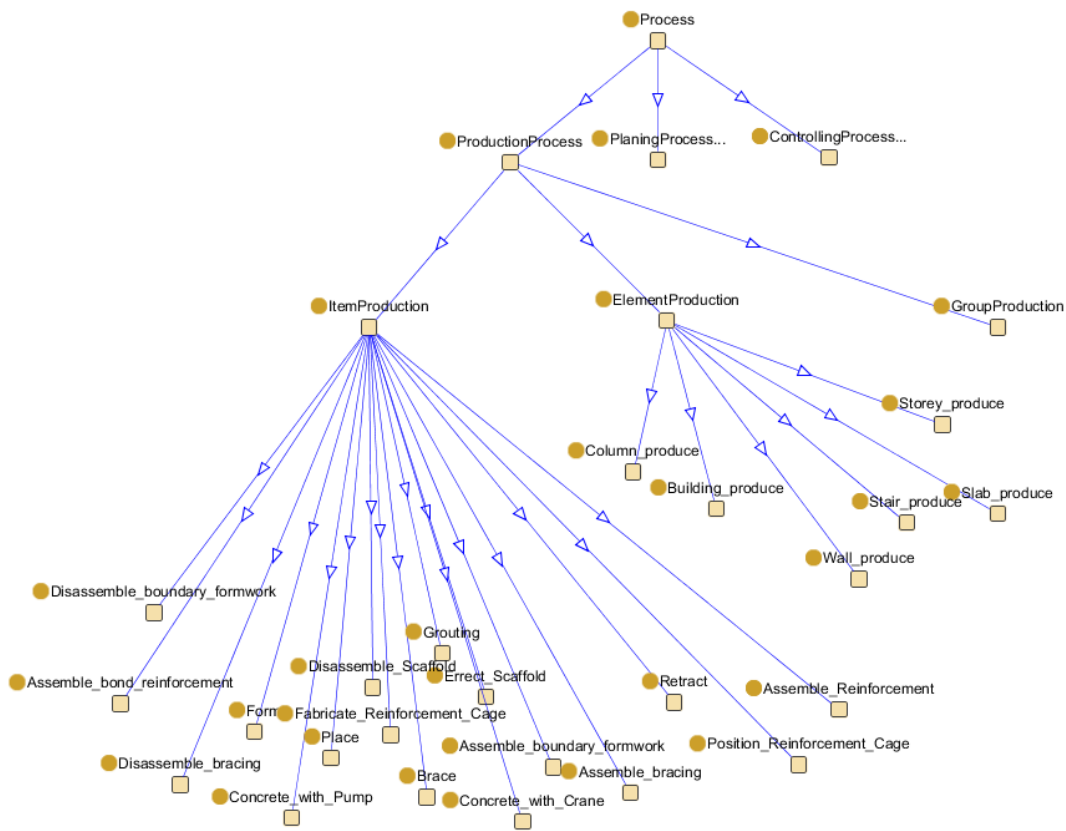 Process
ProductionProcess
PlaningProcess...
ControllingProcess...
ItemProduction
ElementProduction
GroupProduction
Storey_produce
Column_produce
Building_produce
Slab_produce
Stair_produce
Wall_produce
Disassemble_boundary_formwork
Grouting
Disassemble_Scaffold
Errect_Scaffold
Assemble_bond_reinforcement
Retract
Assemble_Reinforcement
Form
Fabricate_Reinforcement_Cage
Place
Assemble_boundary_formwork
Position_Reinforcement_Cage
Disassemble_bracing
Brace
Assemble_bracing
Concrete_with_Pump
Concrete_with_Crane